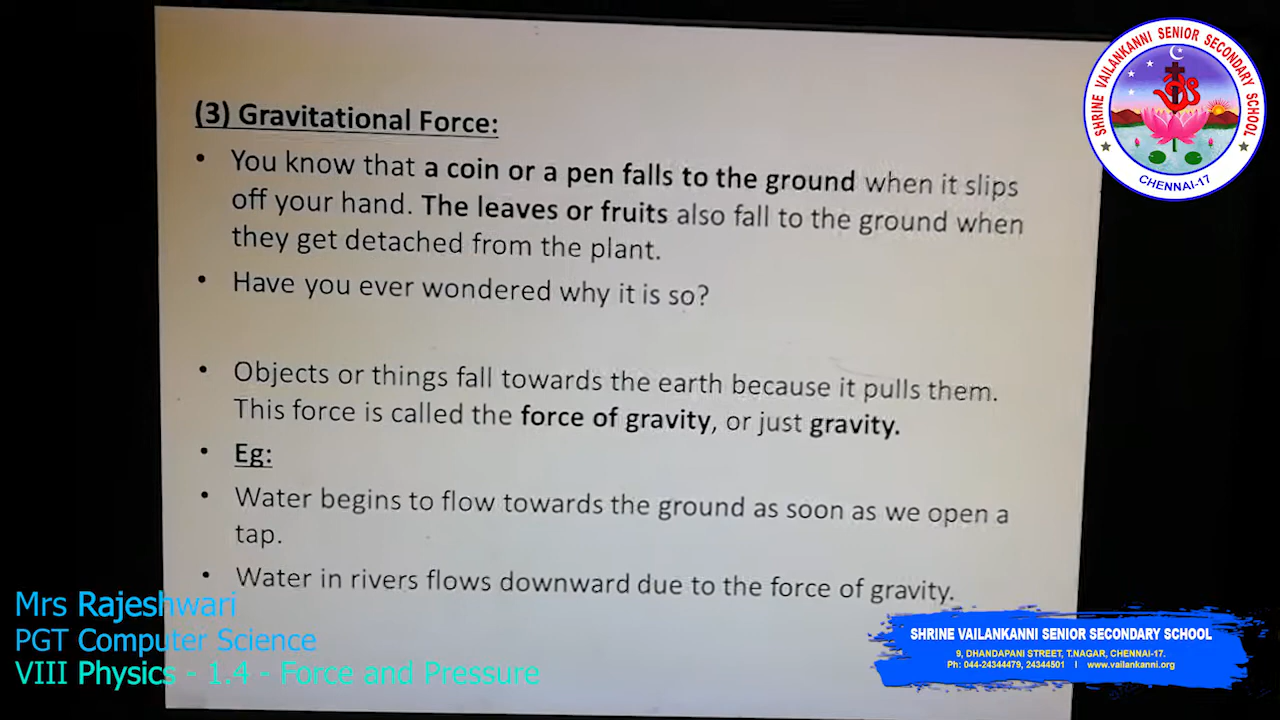 (3) Gravitational Force:
• You know that a coin or a pen falls to the ground when it slips
off your hand. The leaves or fruits also fall to the ground when
they get detached from the plant.
• Have you ever wondered why it is so?
• Objects or things fall towards the earth because it pulls them.
This force is called the force of gravity, or just gravity.
• Eg:
• Water begins to flow towards the ground as soon as we open a
tap.
• Water in rivers flows downward due to the force of gravity.
SHRINE VAILANKANNI SENIOR SECONDARY SCHOOL
CHENNAI-17
Mrs Rajeshwari
PGT Computer Science
VIII Physics - 1.4 - Force and Pressure
SHRINE VAILANKANNI SENIOR SECONDARY SCHOOL
9, DHANDAPANI STREET, T.NAGAR, CHENNAI-17.
Ph: 044-24344479, 24344501 I www.vailankanni.org